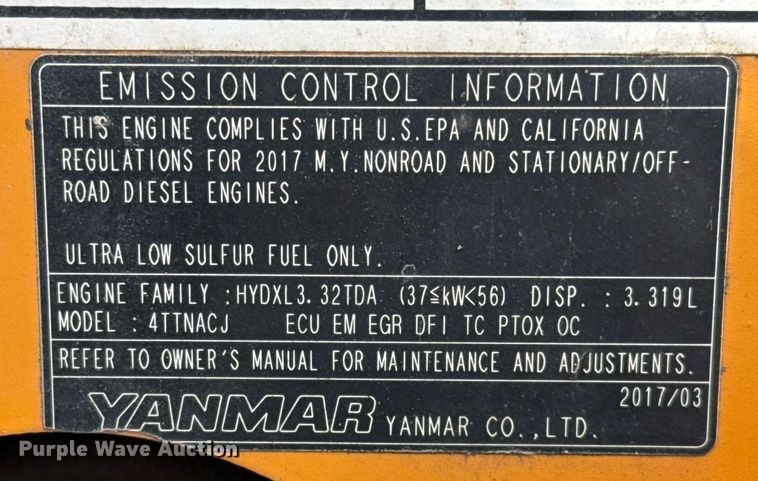 EMISSION CONTROL INFORMATION
THIS ENGINE COMPLIES WITH U.S.EPA AND CALIFORNIA
REGULATIONS FOR 2017 M.Y.NONROAD AND STATIONARY/OFF-
ROAD DIESEL ENGINES.
ULTRA LOW SULFUR FUEL ONLY.
ENGINE FAMILY :HYDXL3.32TDA (37≦kW<56) DISP. : 3.319L
MODEL : 4TTNACJ ECU EM EGR DFI TC PTOX OC
REFER TO OWNER'S MANUAL FOR MAINTENANCE AND ADJUSTMENTS.
2017/03
YANMAR YANMAR CO.,LTD.
Purple Wave Auction